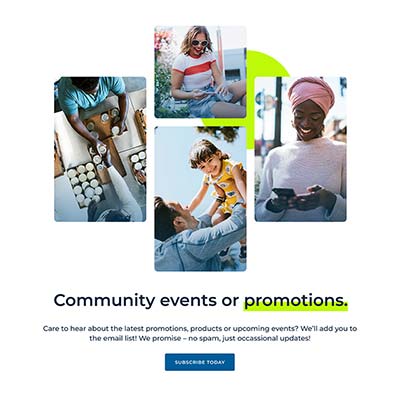 Community events or promotions.
Care to hear about the latest promotions, products or upcoming events? We'll add you to
the email list! We promise – no spam, just occassional updates!
SUBSCRIBE TODAY